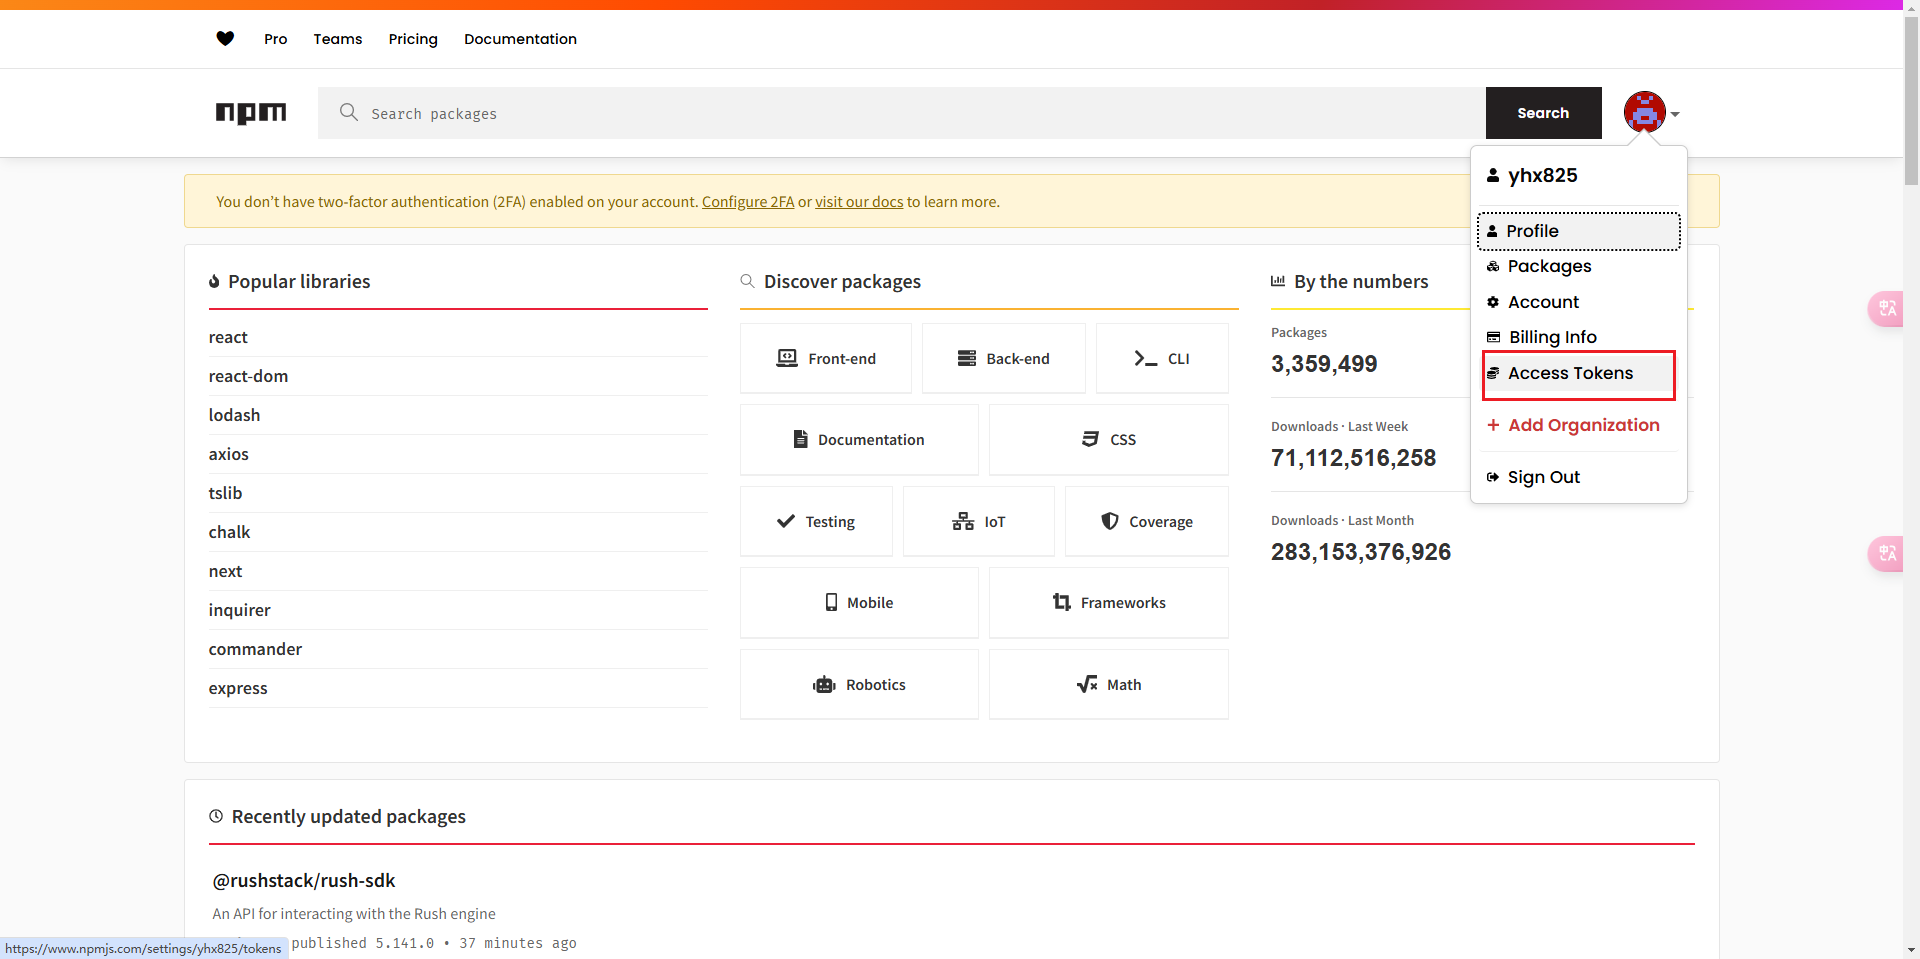 Pro Teams Pricing Documentation
npm
Search packages
Search
yhx825
Profile
Packages
Account
Billing Info
Access Tokens
+ Add Organization
Sign Out
You don’t have two-factor authentication (2FA) enabled on your account. Configure 2FA or visit our docs to learn more.
Popular libraries
react
react-dom
lodash
axios
tslib
chalk
next
inquirer
commander
express
Discover packages
Front-end
Back-end
CLI
Documentation
CSS
Testing
IoT
Coverage
Mobile
Frameworks
Robotics
Math
By the numbers
Packages
3,359,499
Downloads · Last Week
71,112,516,258
Downloads · Last Month
283,153,376,926
Recently updated packages
@rushstack/rush-sdk
An API for interacting with the Rush engine
published 5.141.0 • 37 minutes ago
https://www.npmjs.com/settings/yhx825/tokens